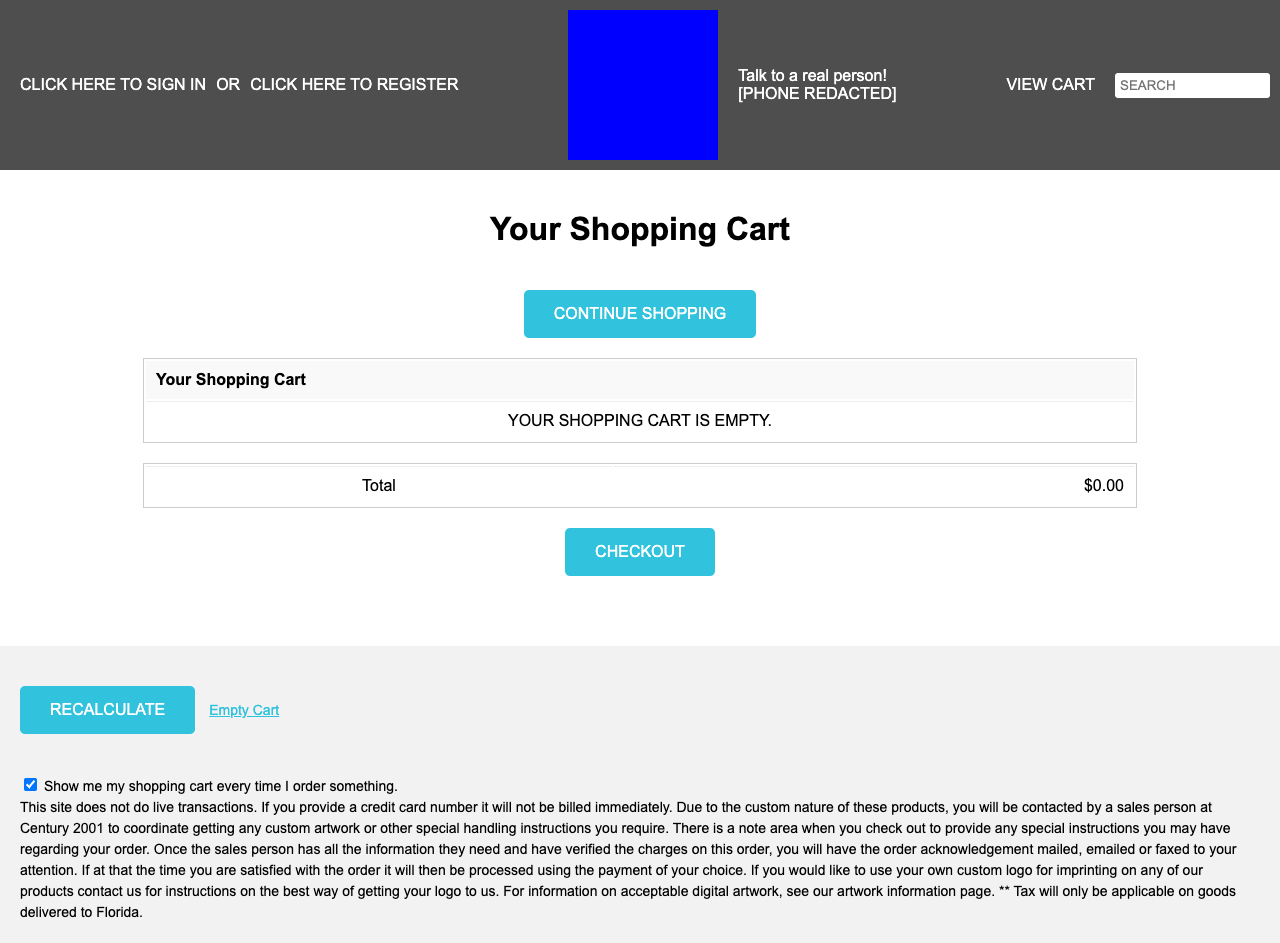 CLICK HERE TO SIGN IN OR CLICK HERE TO REGISTER
Talk to a real person!
[PHONE REDACTED]
VIEW CART
SEARCH
Your Shopping Cart
CONTINUE SHOPPING
Your Shopping Cart
YOUR SHOPPING CART IS EMPTY.
Total $0.00
CHECKOUT
RECALCULATE Empty Cart
Show me my shopping cart every time I order something.
This site does not do live transactions. If you provide a credit card number it will not be billed immediately. Due to the custom nature of these products, you will be contacted by a sales person at
Century 2001 to coordinate getting any custom artwork or other special handling instructions you require. There is a note area when you check out to provide any special instructions you may have
regarding your order. Once the sales person has all the information they need and have verified the charges on this order, you will have the order acknowledgement mailed, emailed or faxed to your
attention. If at that the time you are satisfied with the order it will then be processed using the payment of your choice. If you would like to use your own custom logo for imprinting on any of our
products contact us for instructions on the best way of getting your logo to us. For information on acceptable digital artwork, see our artwork information page. ** Tax will only be applicable on goods
delivered to Florida.